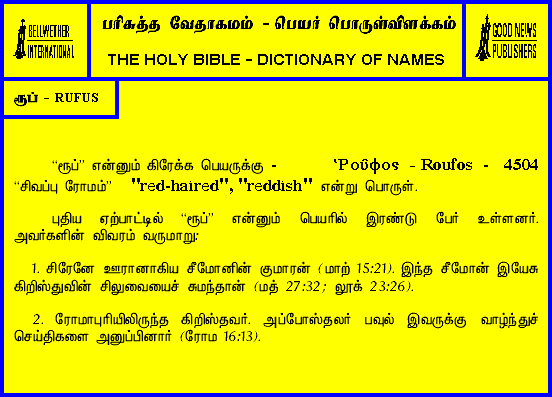 BELLWETHER
INTERNATIONAL
பரிசுத்த வேதாகமம் - பெயர் பொருள்விளக்கம்
THE HOLY BIBLE - DICTIONARY OF NAMES
GOOD NEWS
PUBLISHERS
ரூப் - RUFUS
“ரூப்” என்னும் கிரேக்க பெயருக்கு - ‘Ροῦφος - Roufos - 4504
“சிவப்பு ரோமம்” "red-haired", "reddish" என்று பொருள்.
புதிய ஏற்பாட்டில் “ரூப்” என்னும் பெயரில் இரண்டு பேர் உள்ளனர்.
அவர்களின் விவரம் வருமாறு:
1. சிரேனே ஊரானாகிய சீமோனின் குமாரன் (மாற் 15:21). இந்த சீமோன் இயேசு
கிறிஸ்துவின் சிலுவையைச் சுமந்தான் (மத் 27:32; லூக் 23:26).
2. ரோமாபுரியிலிருந்த கிறிஸ்தவர். அப்போஸ்தலர் பவுல் இவருக்கு வாழ்ந்துச்
செய்திகளை அனுப்பினார் (ரோம 16:13).